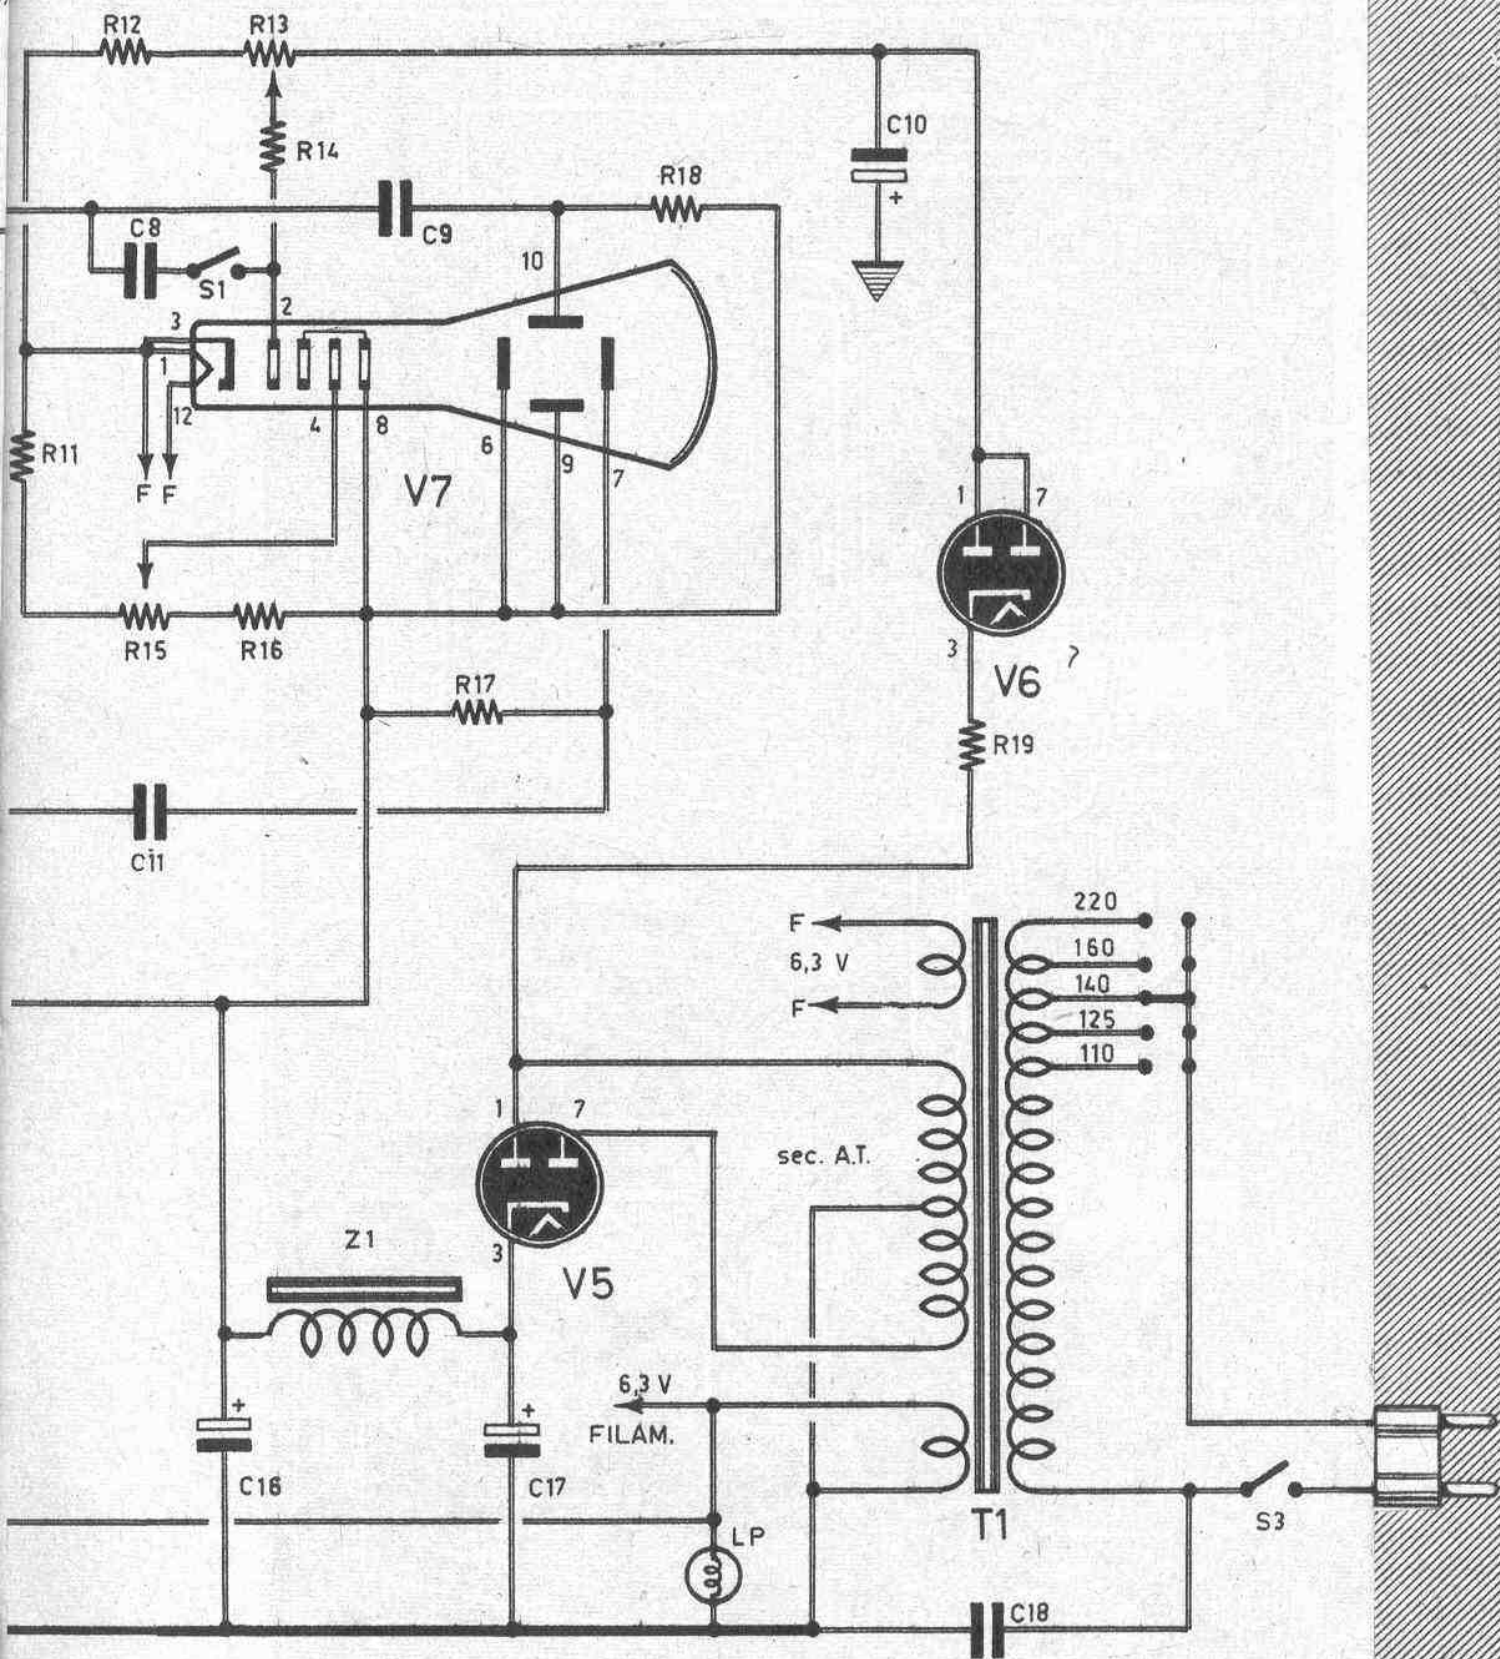 R12
R13
R14
C10
+
R18
C8
C9
S1
10
2
3
1
12
4
8
6
9
7
R11
F F
V7
1
7
R15
R16
3
V6
?
R17
R19
C11
220
F
160
6,3 V
140
F
125
110
1
7
sec. A.T.
Z1
3
V5
6,3 V
+
+
FILAM.
C16
C17
T1
S3
LP
C18